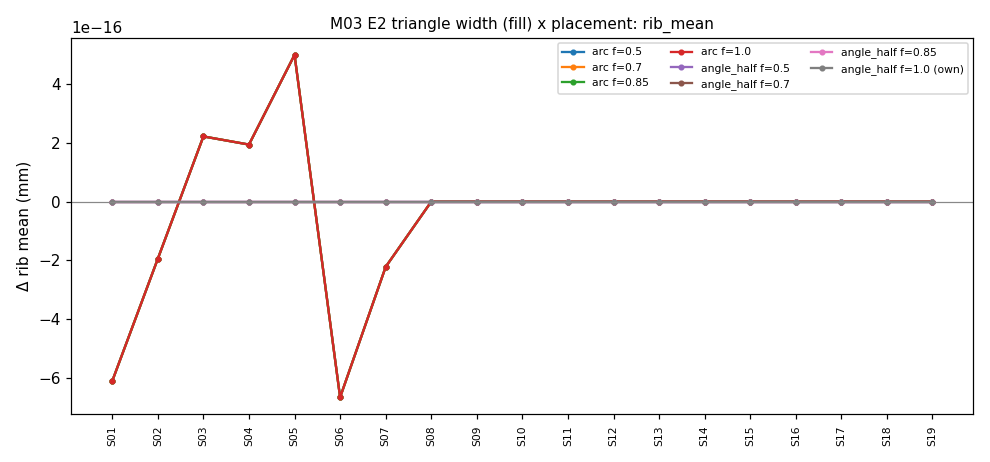 M03 E2 triangle width (fill) x placement: rib_mean
1e−16
arc f=0.5
arc f=0.7
arc f=0.85
arc f=1.0
angle_half f=0.5
angle_half f=0.7
angle_half f=0.85
angle_half f=1.0 (own)
Δ rib mean (mm)
4
2
0
−2
−4
−6
S01 S02 S03 S04 S05 S06 S07 S08 S09 S10 S11 S12 S13 S14 S15 S16 S17 S18 S19